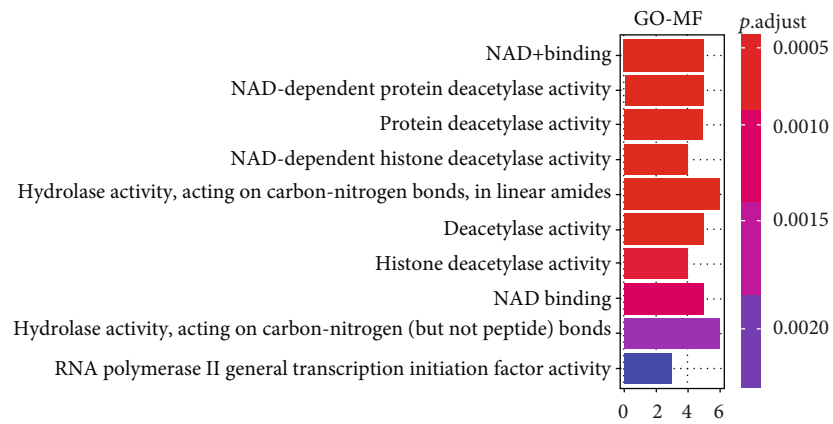 GO-MF
p.adjust
NAD+binding
NAD-dependent protein deacetylase activity
Protein deacetylase activity
NAD-dependent histone deacetylase activity
Hydrolase activity, acting on carbon-nitrogen bonds, in linear amides
Deacetylase activity
Histone deacetylase activity
NAD binding
Hydrolase activity, acting on carbon-nitrogen (but not peptide) bonds
RNA polymerase II general transcription initiation factor activity
0 2 4 6
0.0005
0.0010
0.0015
0.0020